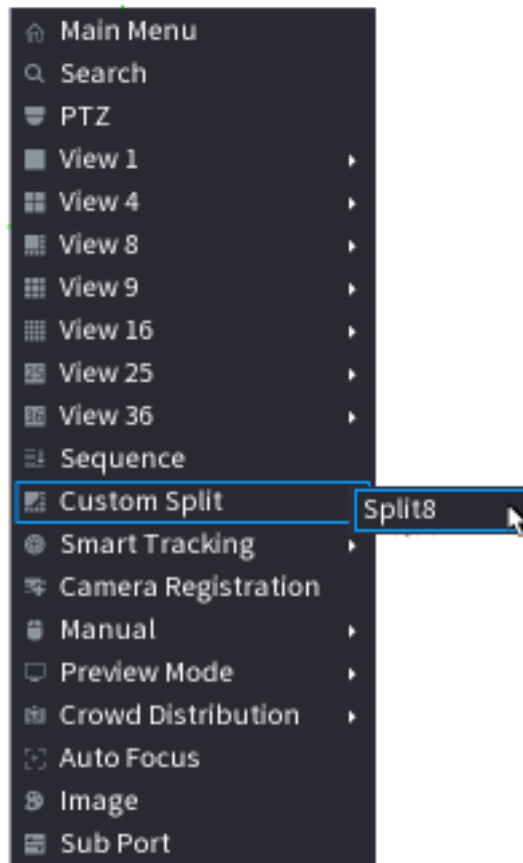 Main Menu
Search
PTZ
View 1
View 4
View 8
View 9
View 16
View 25
View 36
Sequence
Custom Split
Split8
Smart Tracking
Camera Registration
Manual
Preview Mode
Crowd Distribution
Auto Focus
Image
Sub Port